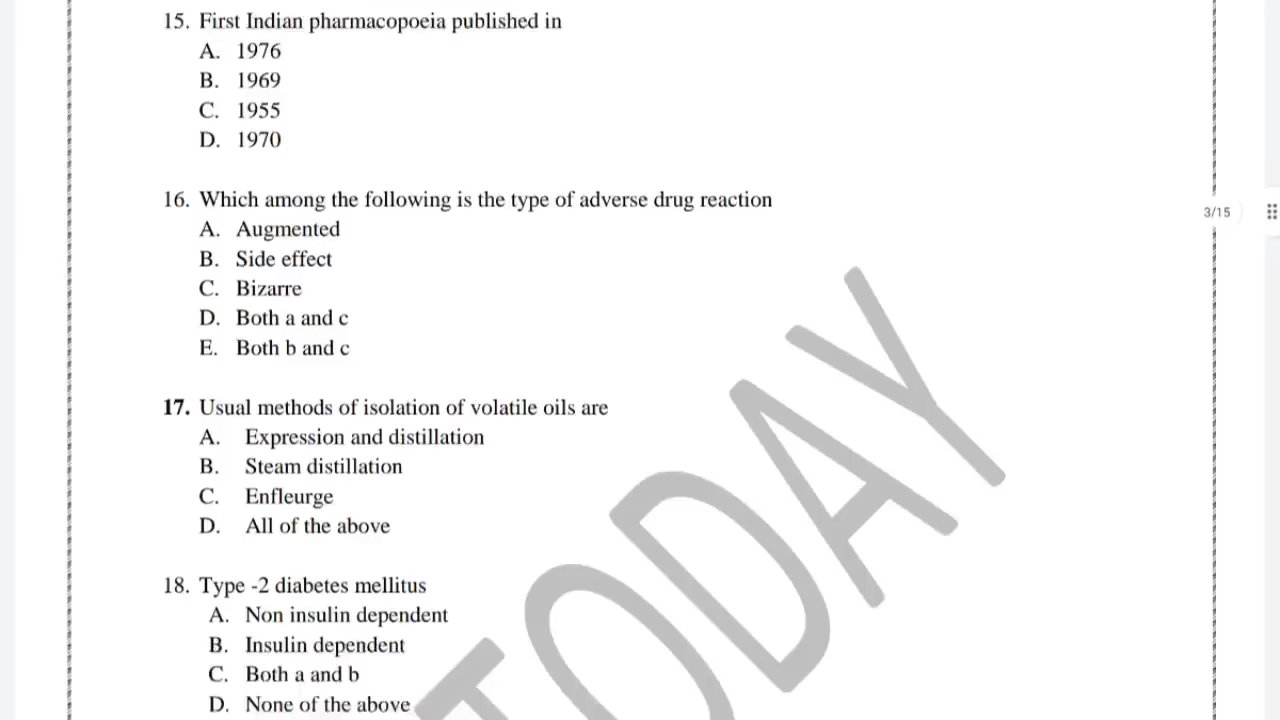 15. First Indian pharmacopoeia published in
A. 1976
B. 1969
C. 1955
D. 1970
16. Which among the following is the type of adverse drug reaction
3/15
A. Augmented
B. Side effect
C. Bizarre
D. Both a and c
E. Both b and c
17. Usual methods of isolation of volatile oils are
A. Expression and distillation
B. Steam distillation
C. Enfleurge
D. All of the above
18. Type -2 diabetes mellitus
A. Non insulin dependent
B. Insulin dependent
C. Both a and b
D. None of the above
TODAY